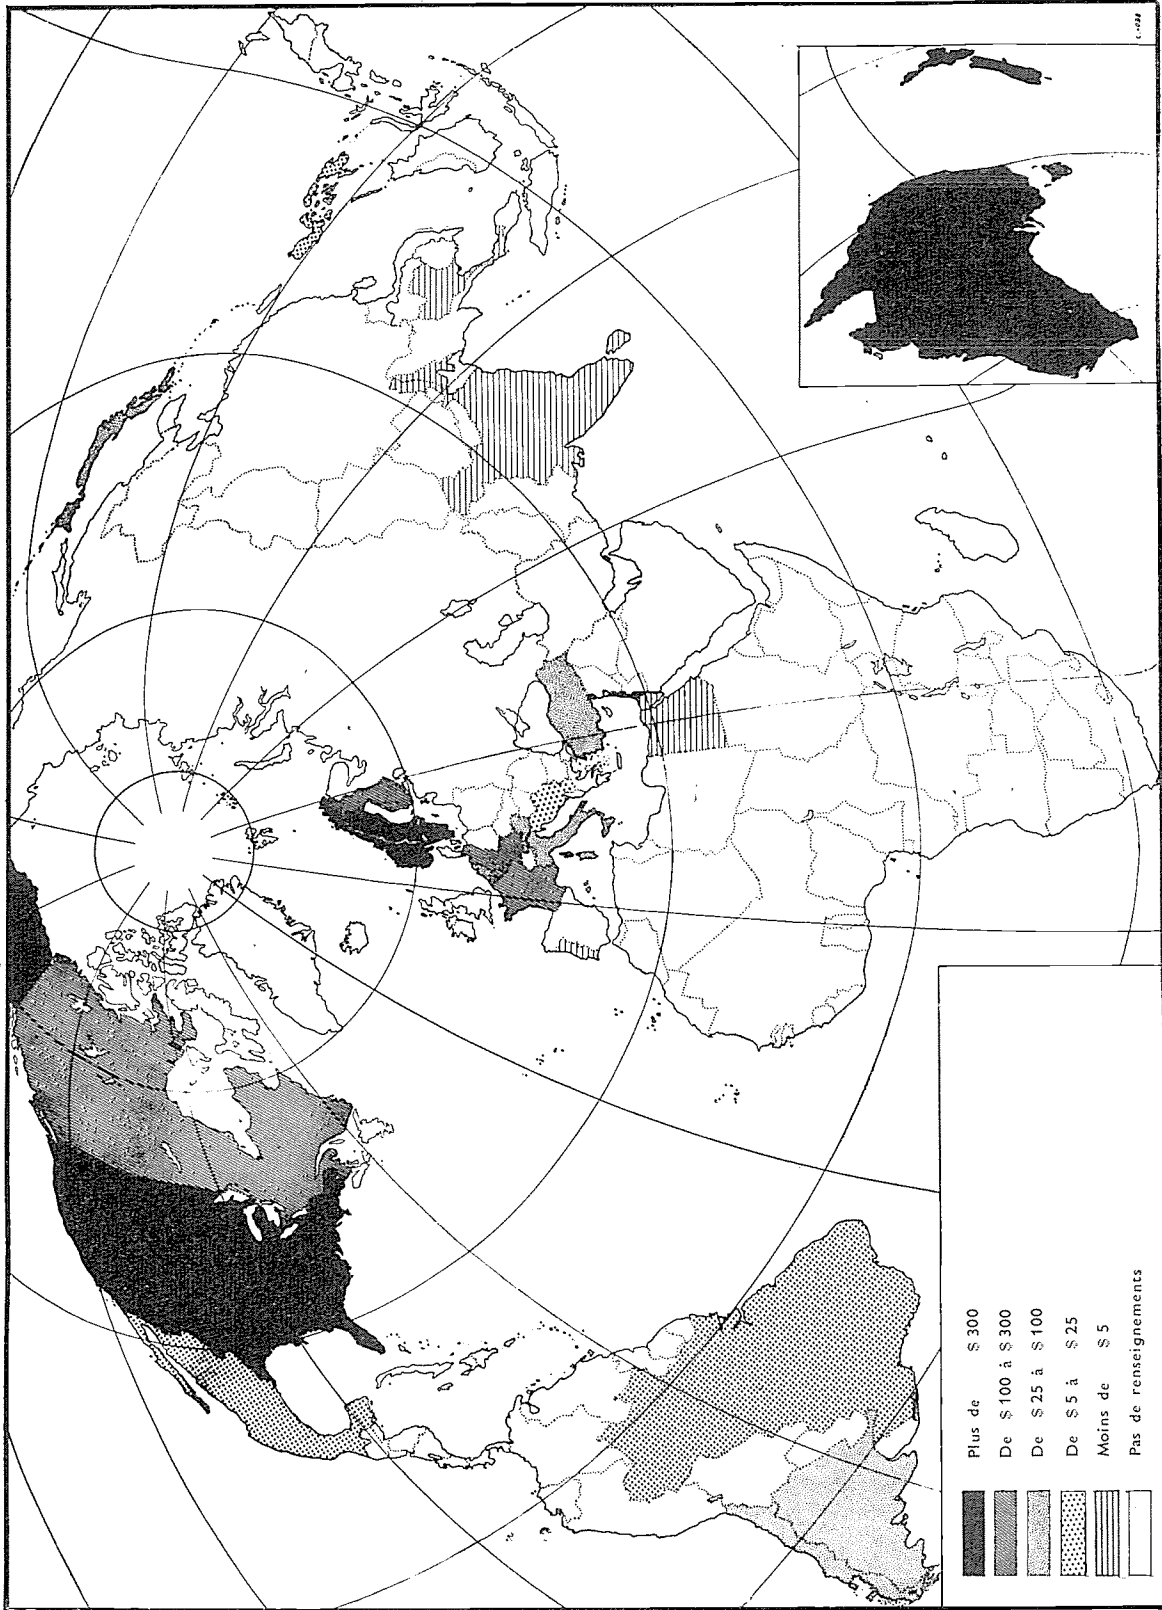 Plus de $ 300
De $ 100 à $ 300
De $ 25 à $ 100
De $ 5 à $ 25
Moins de $ 5
Pas de renseignements